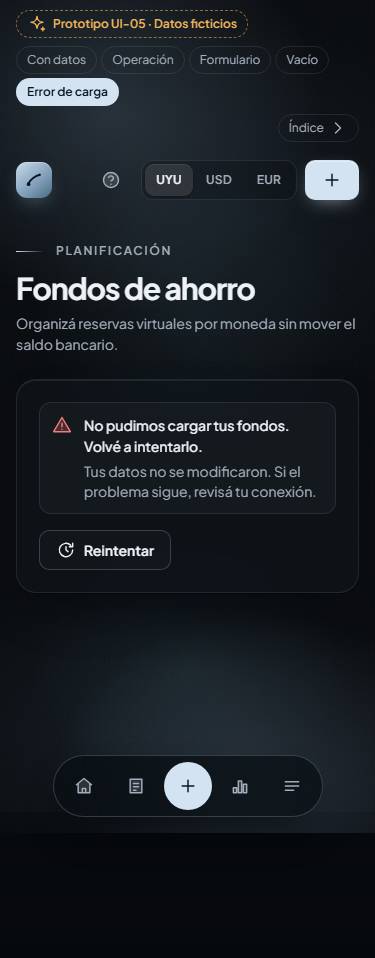 Prototipo UI-05 · Datos ficticios
Con datos
Operación
Formulario
Vacío
Error de carga
Índice
UYU
USD
EUR
PLANIFICACIÓN
Fondos de ahorro
Organizá reservas virtuales por moneda sin mover el
saldo bancario.
No pudimos cargar tus fondos.
Volvé a intentarlo.
Tus datos no se modificaron. Si el
problema sigue, revisá tu conexión.
Reintentar